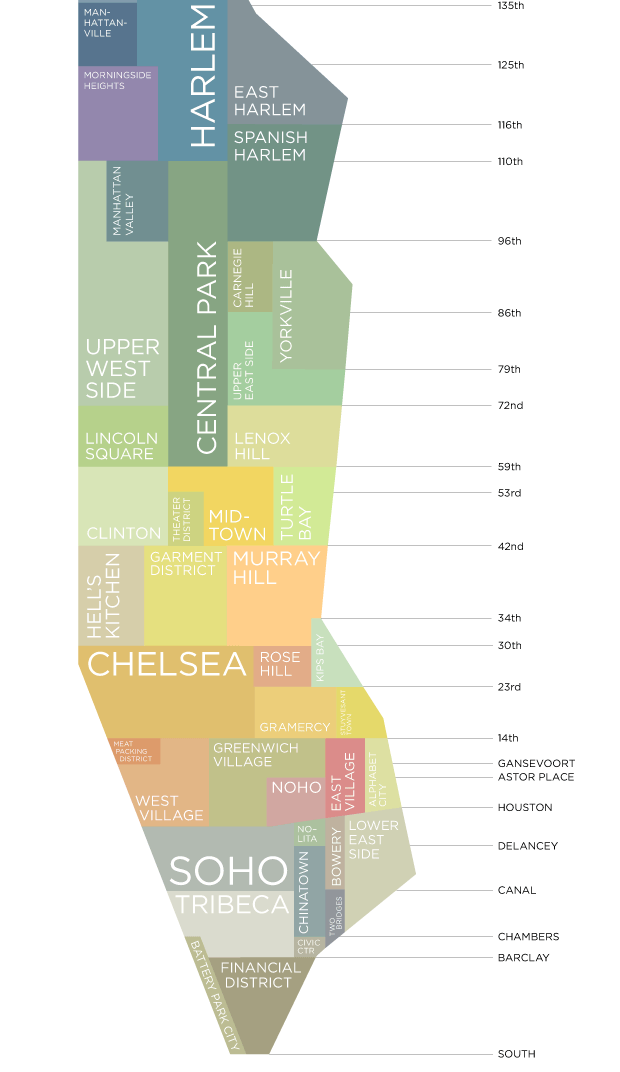 135th
MAN-
HATTAN-
VILLE
HARLEM
125th
MORNINGSIDE
HEIGHTS
EAST
HARLEM
116th
SPANISH
HARLEM
110th
MANHATTAN
VALLEY
96th
CENTRAL PARK
CARNEGIE
HILL
YORKVILLE
86th
UPPER
WEST
SIDE
UPPER
EAST SIDE
79th
72nd
LINCOLN
SQUARE
LENOX
HILL
59th
53rd
CLINTON
THEATER
DISTRICT
MID-
TOWN
TURTLE
BAY
42nd
HELL'S
KITCHEN
GARMENT
DISTRICT
MURRAY
HILL
34th
30th
CHELSEA
ROSE
HILL
KIPS BAY
23rd
GRAMERCY
STUYVESANT
TOWN
14th
MEAT
PACKING
DISTRICT
GREENWICH
VILLAGE
GANSEVOORT
ASTOR PLACE
WEST
VILLAGE
NOHO
EAST
VILLAGE
ALPHABET
CITY
HOUSTON
NO-
LITA
BOWERY
LOWER
EAST
SIDE
DELANCEY
SOHO
CHINATOWN
CANAL
TRIBECA
TWO
BRIDGES
CHAMBERS
CIVIC
CTR
BARCLAY
BATTERY PARK CITY
FINANCIAL
DISTRICT
SOUTH